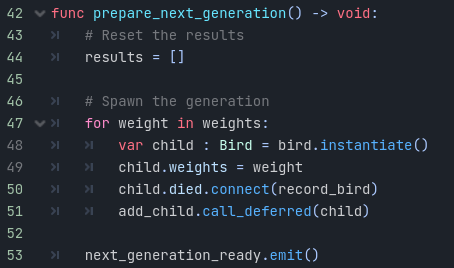 42 func prepare_next_generation() -> void:
43 # Reset the results
44 results = []
45
46 # Spawn the generation
47 for weight in weights:
48 var child : Bird = bird.instantiate()
49 child.weights = weight
50 child.died.connect(record_bird)
51 add_child.call_deferred(child)
52
53 next_generation_ready.emit()